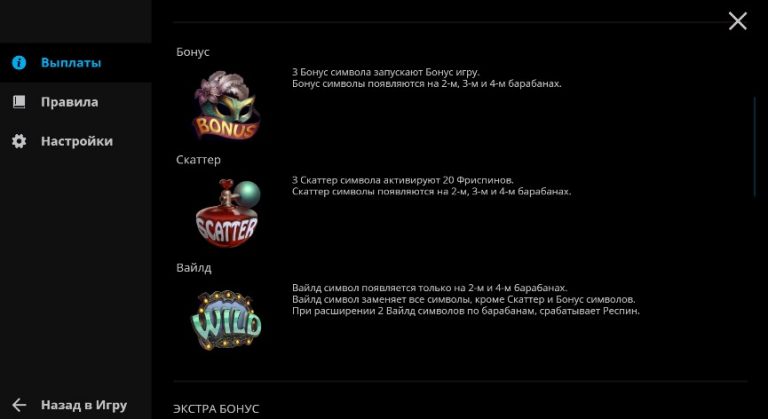 Выплаты
Правила
Настройки
Назад в Игру
Бонус
BONUS
3 Бонус символа запускают Бонус игру.
Бонус символы появляются на 2-м, 3-м и 4-м барабанах.
Скаттер
SCATTER
3 Скаттер символа активируют 20 Фриспинов.
Скаттер символы появляются на 2-м, 3-м и 4-м барабанах.
Вайлд
WILD
Вайлд символ появляется только на 2-м и 4-м барабанах.
Вайлд символ заменяет все символы, кроме Скаттер и Бонус символов.
При расширении 2 Вайлд символов по барабанам, срабатывает Респин.
ЭКСТРА БОНУС